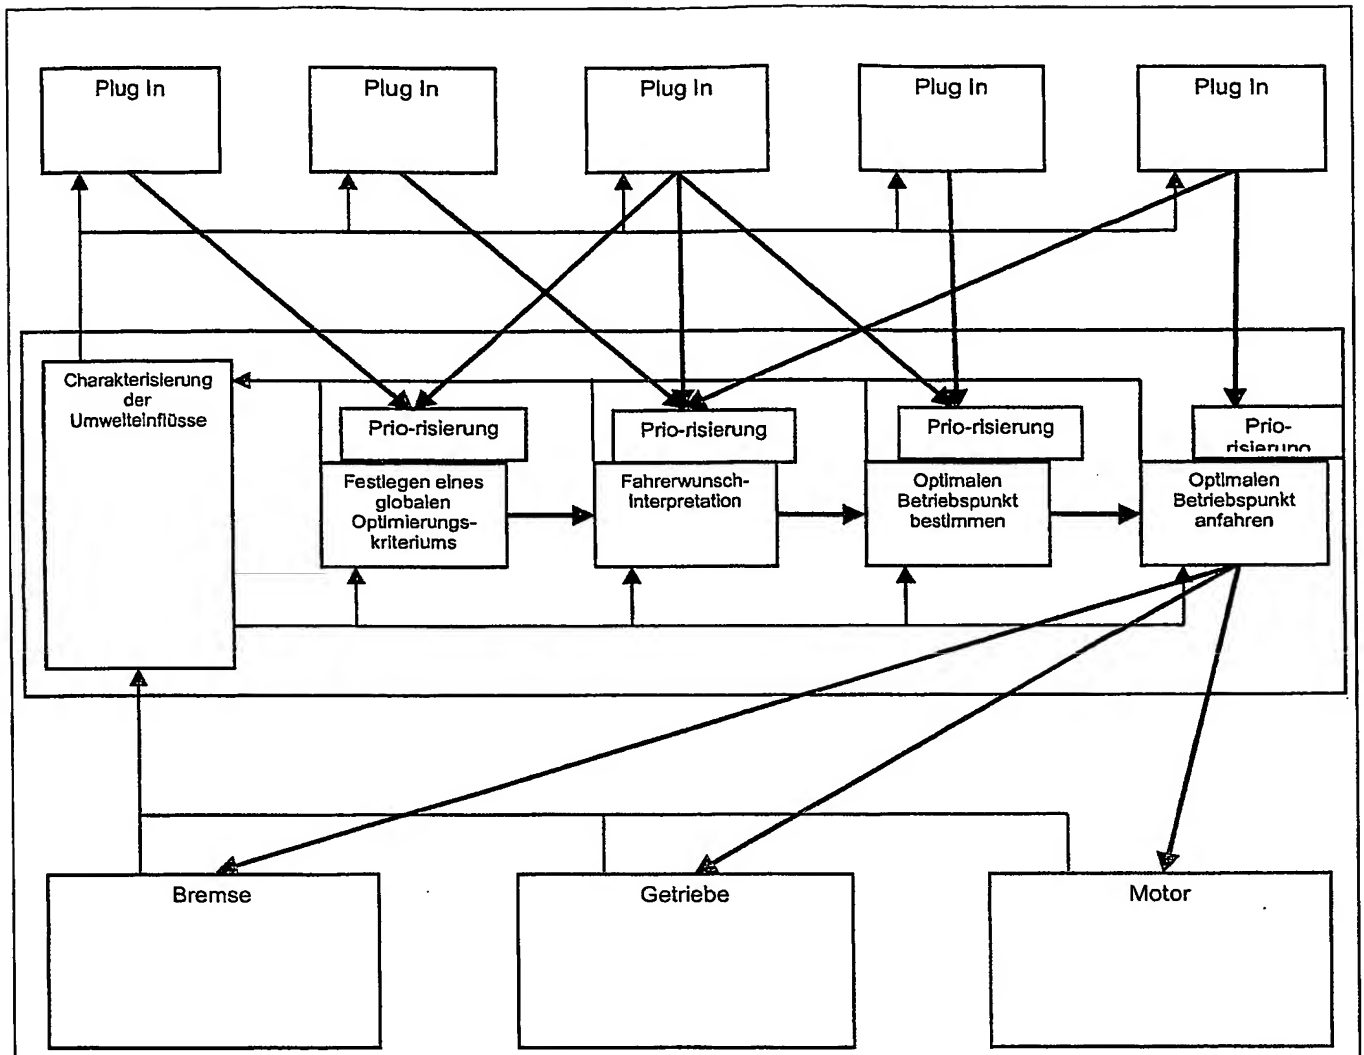 Plug In
Plug In
Plug In
Plug In
Plug In
Charakterisierung
der
Umwelteinflüsse
Prio-risierung
Prio-risierung
Prio-risierung
Prio-
risierung
Festlegen eines
globalen
Optimierungs-
kriteriums
Fahrerwunsch-
Interpretation
Optimalen
Betriebspunkt
bestimmen
Optimalen
Betriebspunkt
anfahren
Bremse
Getriebe
Motor